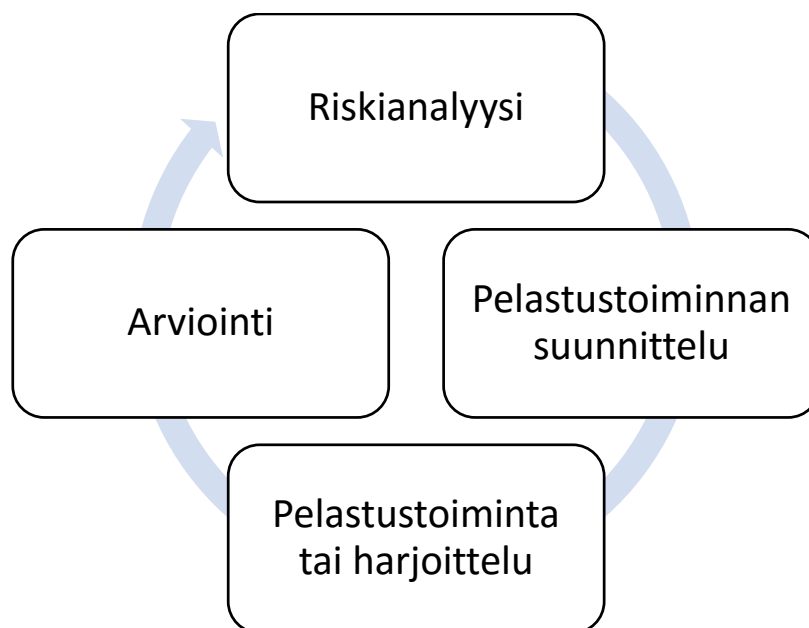 Riskianalyysi
Pelastustoiminnan
suunnittelu
Pelastustoiminta
tai harjoittelu
Arviointi